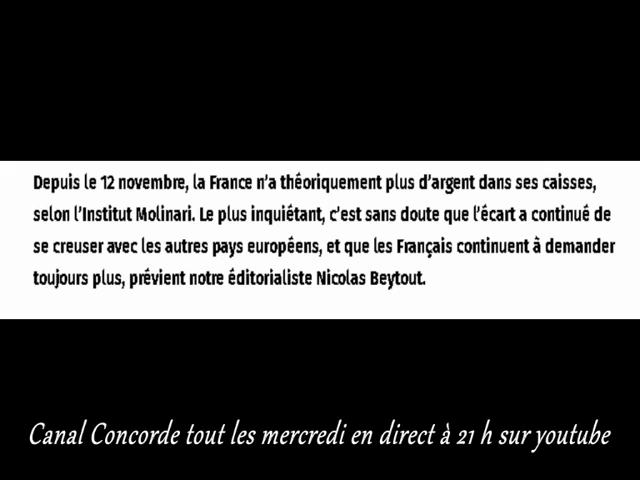 Depuis le 12 novembre, la France n'a théoriquement plus d'argent dans ses caisses,
selon l'Institut Molinari. Le plus inquiétant, c'est sans doute que l'écart a continué de
se creuser avec les autres pays européens, et que les Français continuent à demander
toujours plus, prévient notre éditorialiste Nicolas Beytout.
Canal Concorde tout les mercredi en direct à 21 h sur youtube